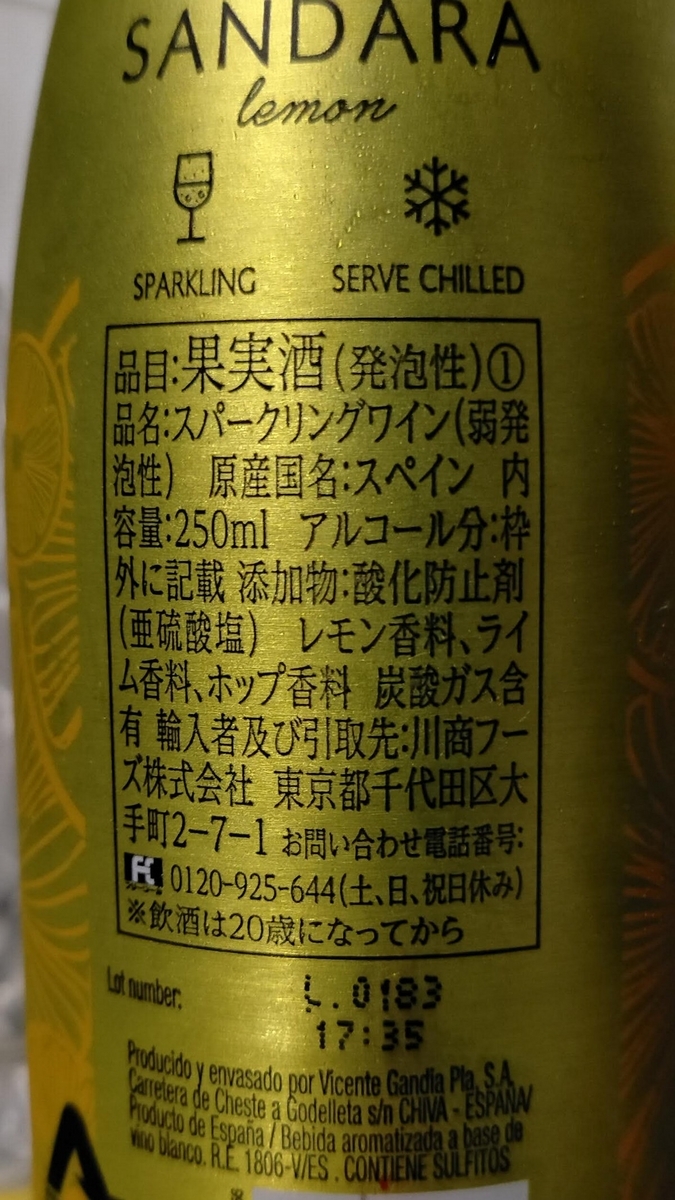 SANDARA
lemon
SPARKLING
SERVE CHILLED
品目:果実酒(発泡性)①
品名:スパークリングワイン(弱発
泡性) 原産国名:スペイン 内
容量:250ml アルコール分:枠
外に記載 添加物:酸化防止剤
(亜硫酸塩) レモン香料、ライ
ム香料、ホップ香料 炭酸ガス含
有 輸入者及び引取先:川商フー
ズ株式会社 東京都千代田区大
手町2-7-1 お問い合わせ電話番号:
0120-925-644(土、日、祝日休み)
※飲酒は20歳になってから
Lot number:
L.0183
17:35
Producido y envasado por Vicente Gandia Pla, S.A.
Carretera de Cheste a Godelleta s/n CHIVA - ESPAÑA/
Producto de España / Bebida aromatizada a base de
vino blanco. R.E. 1806-V/ES . CONTIENE SULFITOS